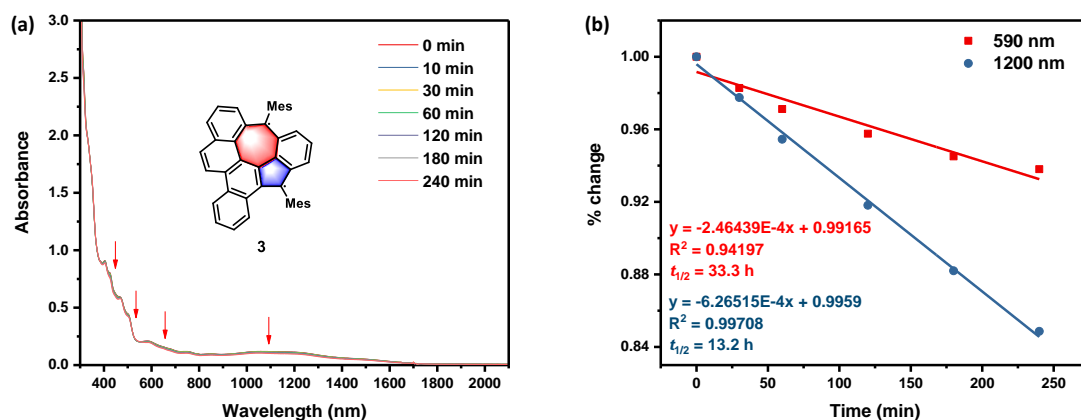 (a)
3.0
2.5
2.0
1.5
1.0
0.5
0.0
Absorbance
400 600 800 1000 1200 1400 1600 1800 2000
Wavelength (nm)
0 min
10 min
30 min
60 min
120 min
180 min
240 min
Mes
Mes
3
(b)
1.00
0.96
0.92
0.88
0.84
% change
0 50 100 150 200 250
Time (min)
590 nm
1200 nm
y = -2.46439E-4x + 0.99165
R² = 0.94197
t1/2 = 33.3 h
y = -6.26515E-4x + 0.9959
R² = 0.99708
t1/2 = 13.2 h